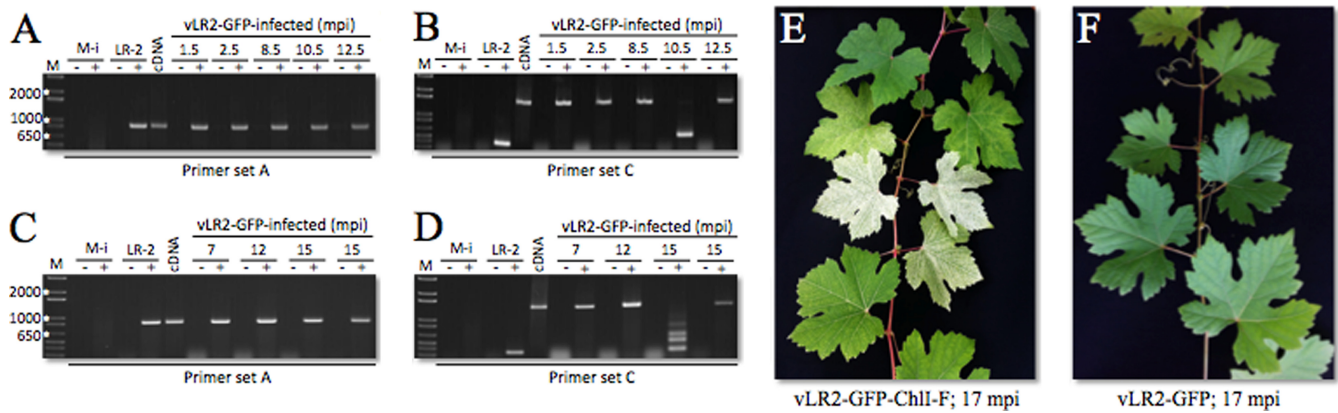 A
vLR2-GFP-infected (mpi)
M-i LR-2 cDNA 1.5 2.5 8.5 10.5 12.5
M - + - + - + - + - + - + - +
2000
1000
650
Primer set A
B
vLR2-GFP-infected (mpi)
M-i LR-2 cDNA 1.5 2.5 8.5 10.5 12.5
M - + - + - + - + - + - + - +
Primer set C
C
vLR2-GFP-infected (mpi)
M-i LR-2 cDNA 7 12 15 15
M - + - + - + - + - + - +
2000
1000
650
Primer set A
D
vLR2-GFP-infected (mpi)
M-i LR-2 cDNA 7 12 15 15
M - + - + - + - + - + - +
Primer set C
E
vLR2-GFP-ChlI-F; 17 mpi
F
vLR2-GFP; 17 mpi